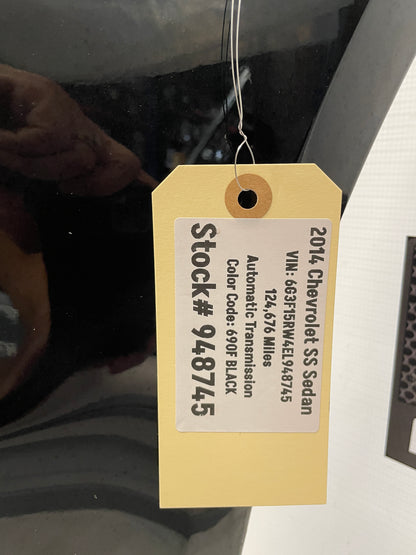 2014 Chevrolet SS Sedan
VIN: 6G3F15RW4EL948745
124,676 Miles
Automatic Transmission
Color Code: 690F BLACK
Stock# 948745